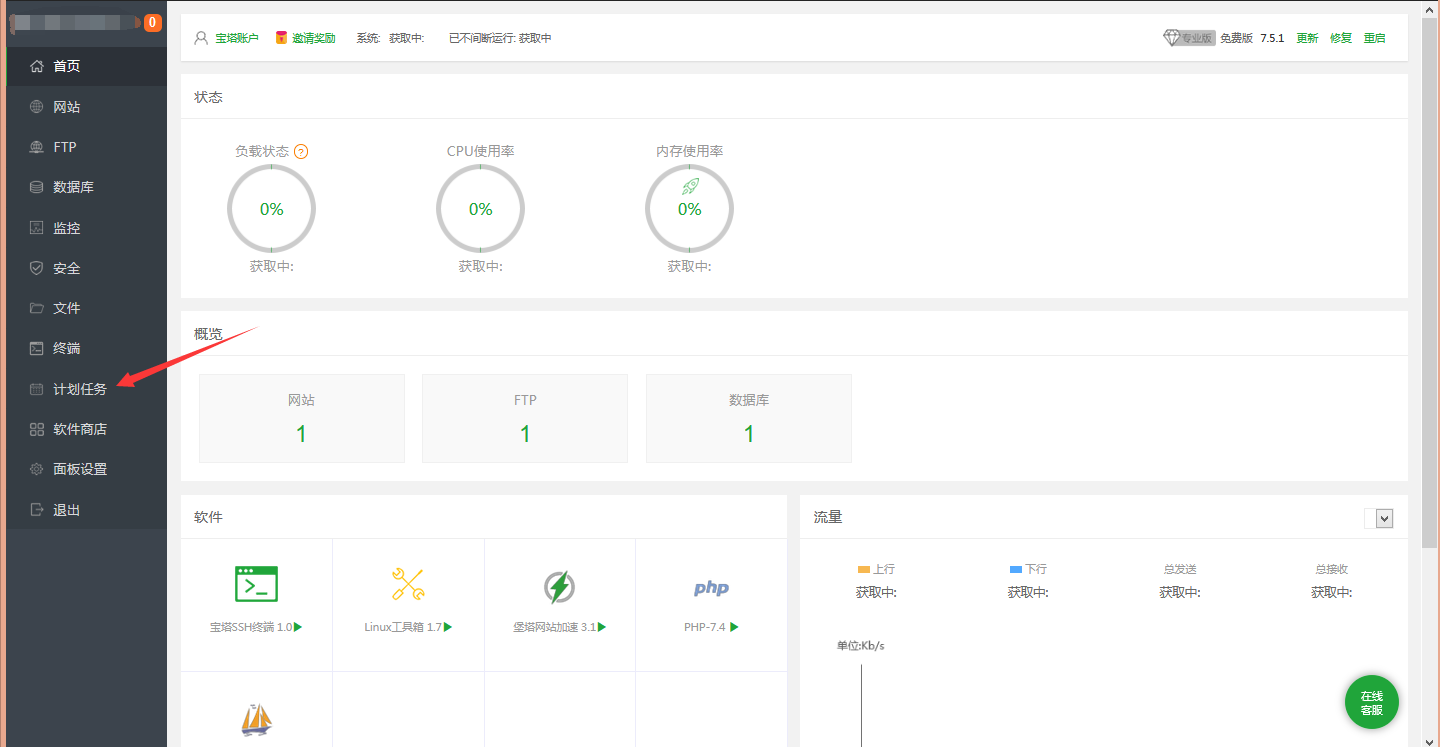 0
首页
网站
FTP
数据库
监控
安全
文件
终端
计划任务
软件商店
面板设置
退出
宝塔账户 邀请奖励 系统: 获取中: 已不间断运行: 获取中
专业版 免费版 7.5.1 更新 修复 重启
状态
负载状态 ? CPU使用率 内存使用率
0% 0% 0%
获取中: 获取中: 获取中:
概览
网站 FTP 数据库
1 1 1
软件
php
宝塔SSH终端 1.0 Linux工具箱 1.7 堡塔网站加速 3.1 PHP-7.4
流量
上行 下行 总发送 总接收
获取中: 获取中: 获取中: 获取中:
单位:Kb/s
在线
客服